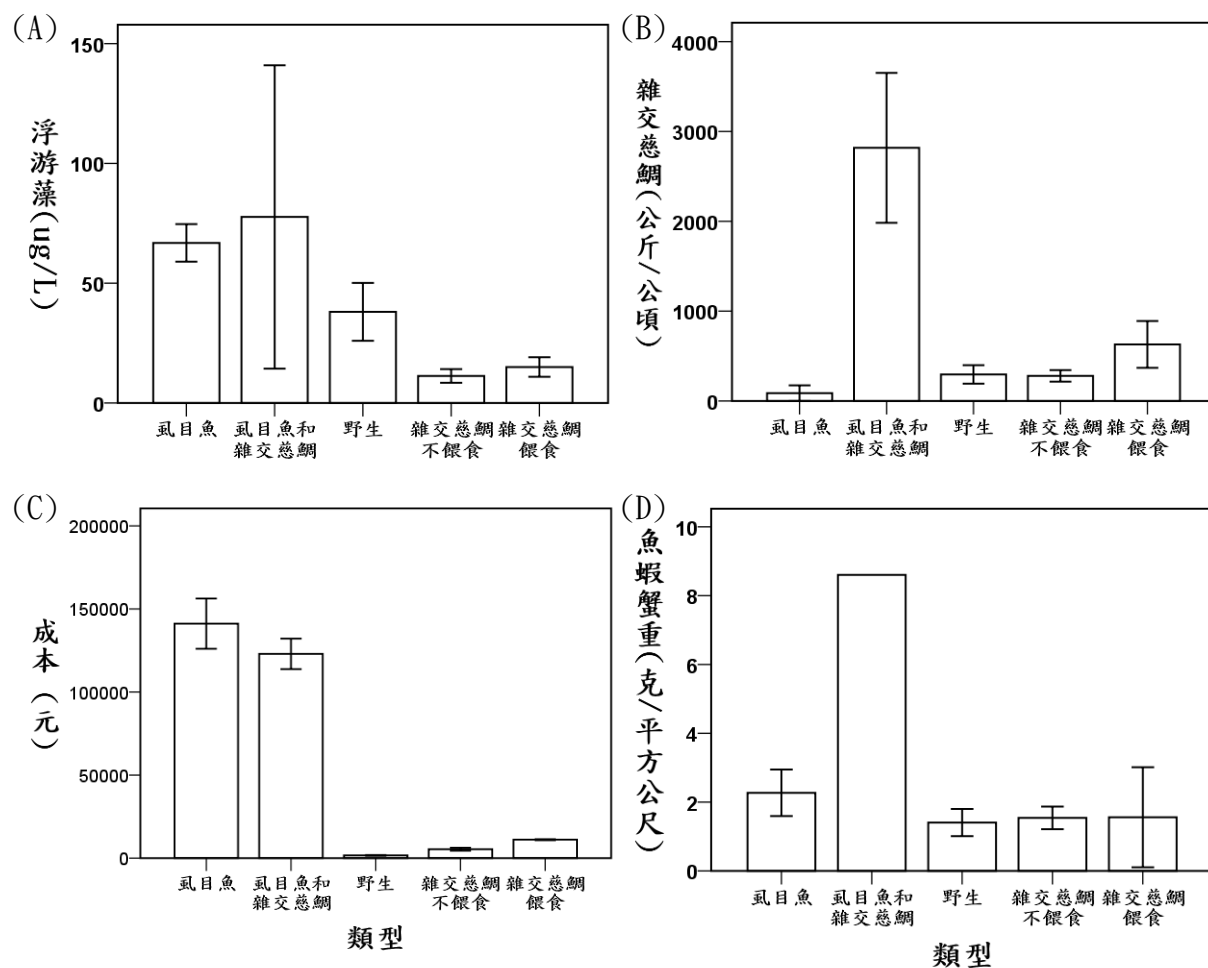 (A)
150
100
50
0
浮游藻(ug/L)
虱目魚
虱目魚和
雜交慈鯛
野生
雜交慈鯛
不餵食
雜交慈鯛
餵食
(B)
4000
3000
2000
1000
0
雜交慈鯛(公斤/公頃)
虱目魚
虱目魚和
雜交慈鯛
野生
雜交慈鯛
不餵食
雜交慈鯛
餵食
(C)
200000
150000
100000
50000
0
成本(元)
虱目魚
虱目魚和
雜交慈鯛
野生
雜交慈鯛
不餵食
雜交慈鯛
餵食
類型
(D)
10
8
6
4
2
0
魚蝦蟹重(克/平方公尺)
虱目魚
虱目魚和
雜交慈鯛
野生
雜交慈鯛
不餵食
雜交慈鯛
餵食
類型